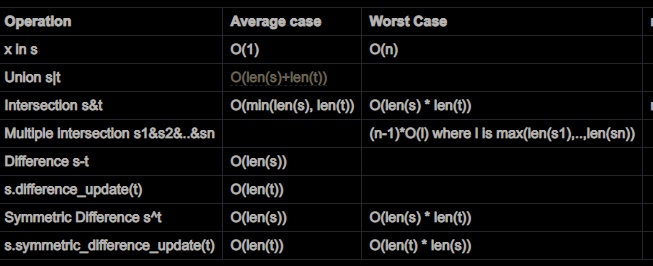 Operation Average case Worst Case
x in s O(1) O(n)
Union s|t O(len(s)+len(t))
Intersection s&t O(min(len(s), len(t)) O(len(s) * len(t))
Multiple intersection s1&s2&..&sn (n-1)*O(l) where l is max(len(s1),..,len(sn))
Difference s-t O(len(s))
s.difference_update(t) O(len(t))
Symmetric Difference s^t O(len(s)) O(len(s) * len(t))
s.symmetric_difference_update(t) O(len(t)) O(len(t) * len(s))